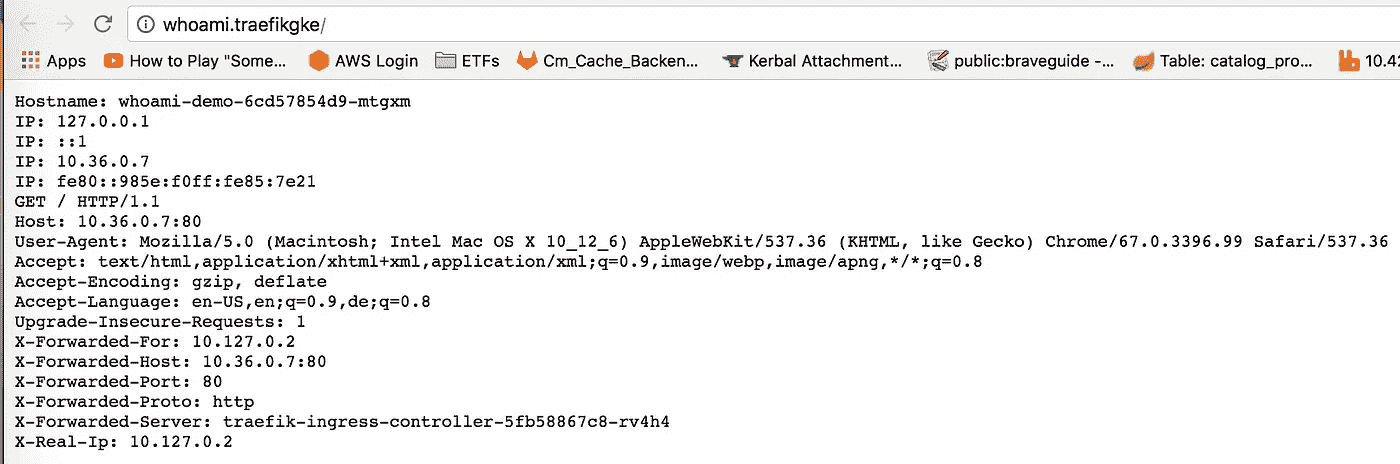 whoami.traefikgke/
Apps How to Play "Some... AWS Login ETFs Cm_Cache_Backen... Kerbal Attachment... public:braveguide -... Table: catalog_pro... 10.42
Hostname: whoami-demo-6cd57854d9-mtgxm
IP: 127.0.0.1
IP: ::1
IP: 10.36.0.7
IP: fe80::985e:f0ff:fe85:7e21
GET / HTTP/1.1
Host: 10.36.0.7:80
User-Agent: Mozilla/5.0 (Macintosh; Intel Mac OS X 10_12_6) AppleWebKit/537.36 (KHTML, like Gecko) Chrome/67.0.3396.99 Safari/537.36
Accept: text/html,application/xhtml+xml,application/xml;q=0.9,image/webp,image/apng,*/*;q=0.8
Accept-Encoding: gzip, deflate
Accept-Language: en-US,en;q=0.9,de;q=0.8
Upgrade-Insecure-Requests: 1
X-Forwarded-For: 10.127.0.2
X-Forwarded-Host: 10.36.0.7:80
X-Forwarded-Port: 80
X-Forwarded-Proto: http
X-Forwarded-Server: traefik-ingress-controller-5fb58867c8-rv4h4
X-Real-Ip: 10.127.0.2